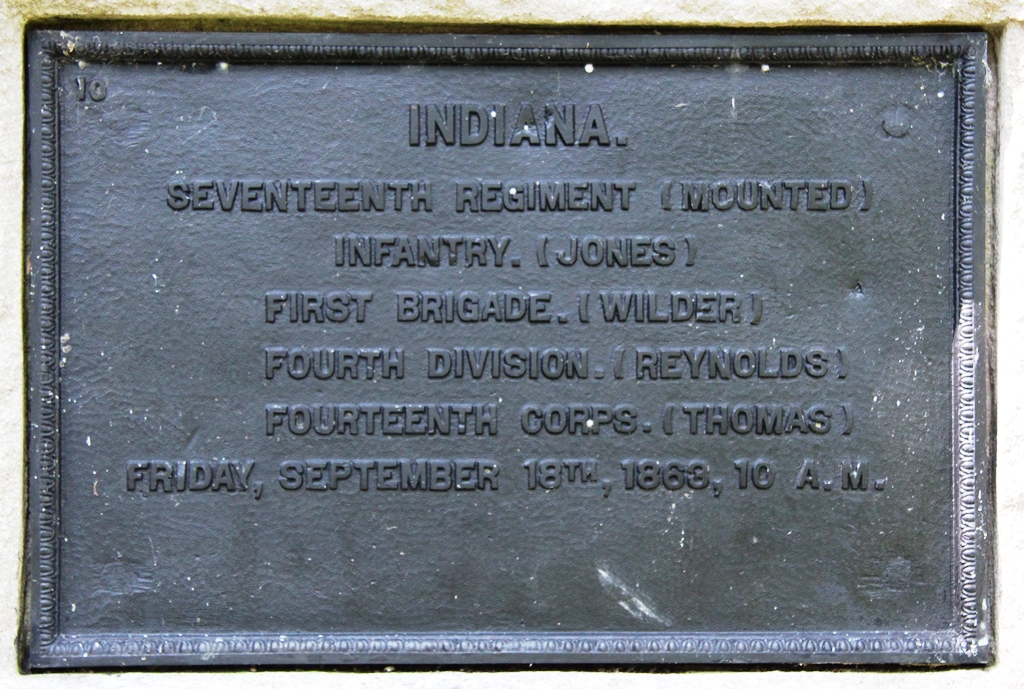 10
INDIANA.
SEVENTEENTH REGIMENT (MOUNTED)
INFANTRY. (JONES)
FIRST BRIGADE. (WILDER)
FOURTH DIVISION. (REYNOLDS)
FOURTEENTH CORPS. (THOMAS)
FRIDAY, SEPTEMBER 18TH, 1863, 10 A.M.